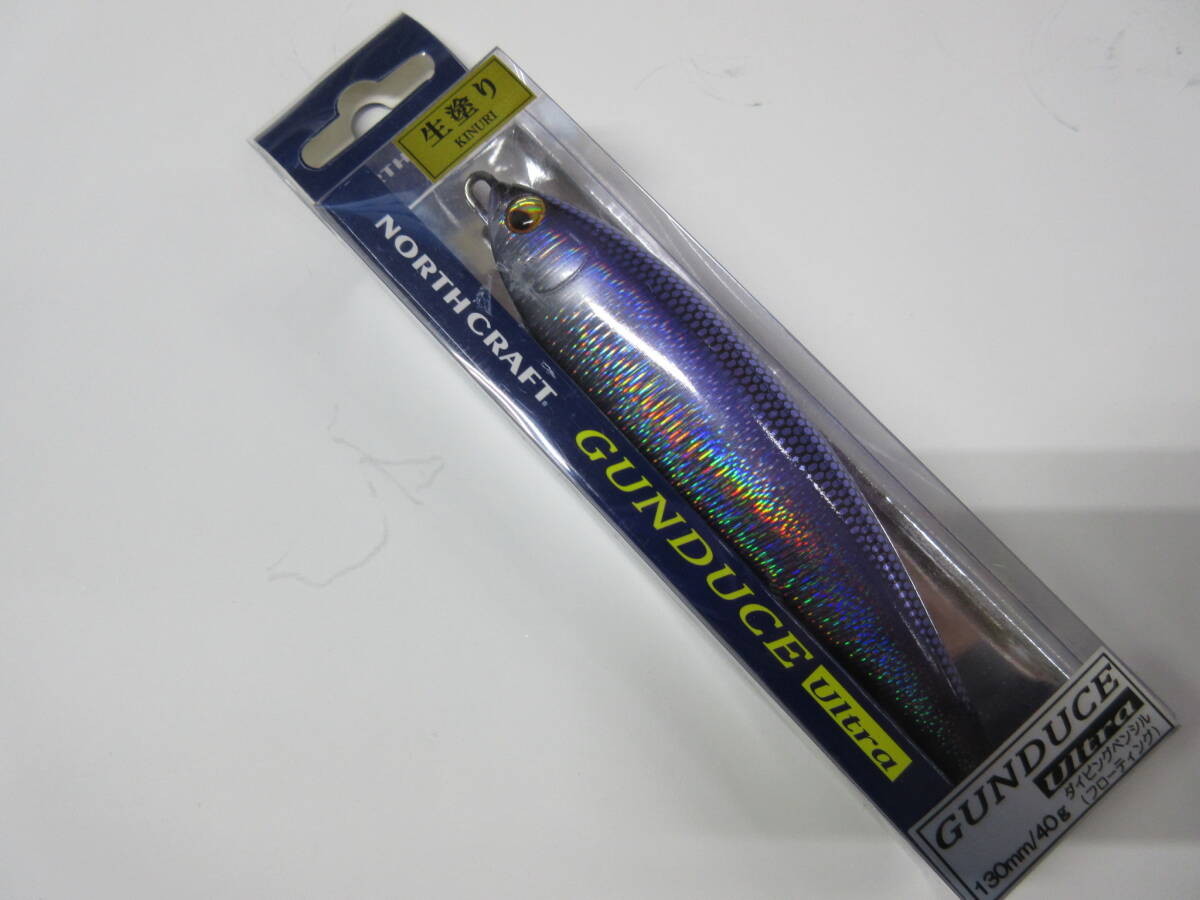 生塗り
KINURI
NORTH CRAFT
GUNDUCE
Ultra
GUNDUCE
Ultra
ダイビングペンシル
130mm/40g (フローティング)